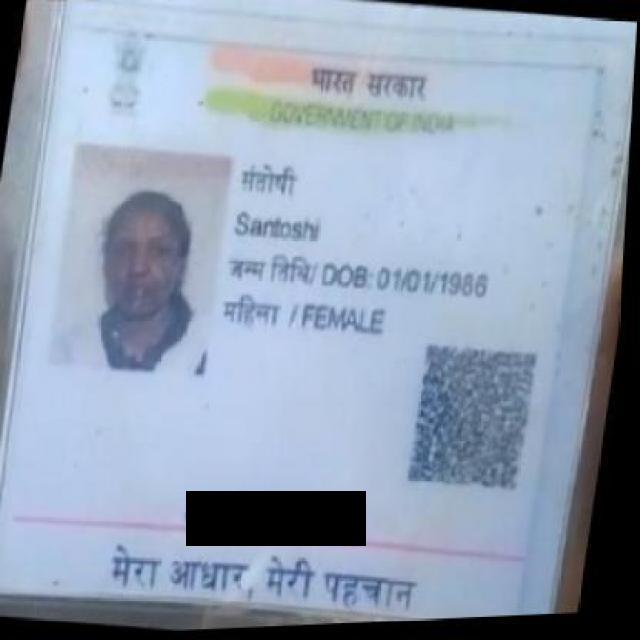 भारत सरकार
GOVERNMENT OF INDIA
संतोषी
Santoshi
जन्म तिथि/ DOB: 01/01/1986
महिला / FEMALE
मेरा आधार, मेरी पहचान